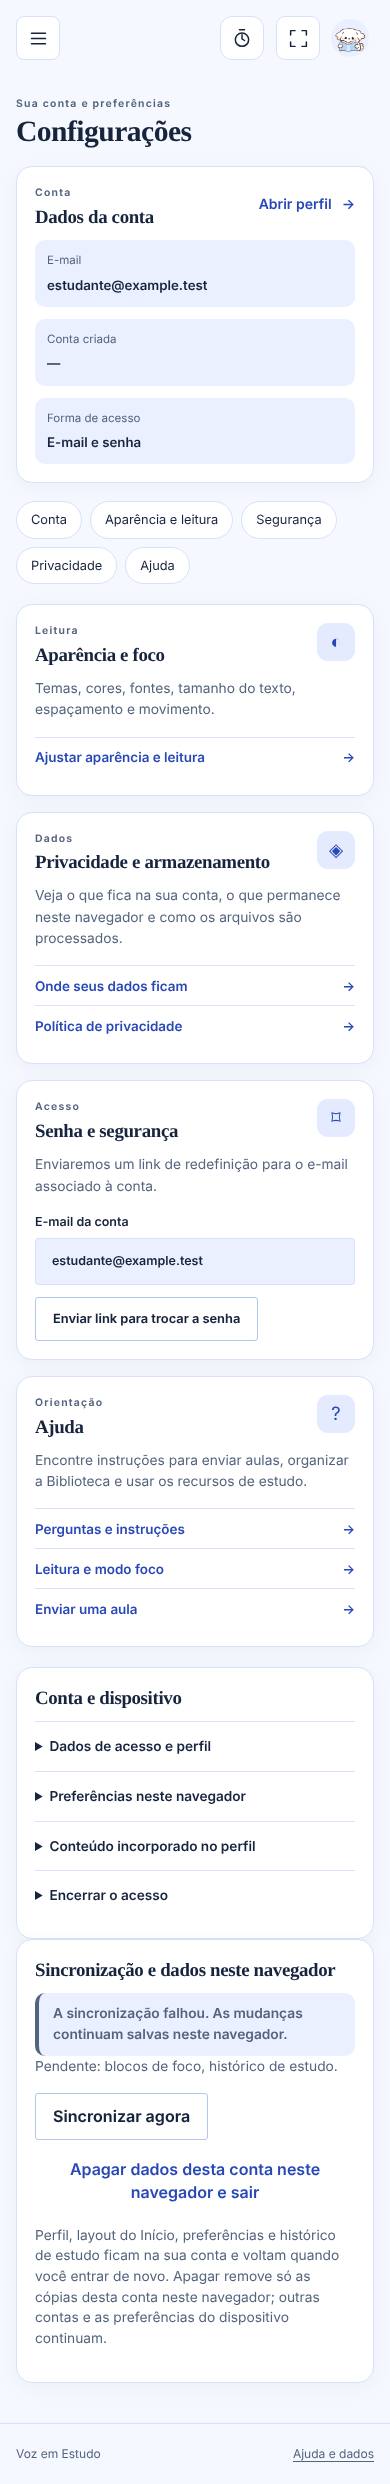 Sua conta e preferências
Configurações
Conta
Dados da conta
Abrir perfil →
E-mail
estudante@example.test
Conta criada
—
Forma de acesso
E-mail e senha
Conta
Aparência e leitura
Segurança
Privacidade
Ajuda
Leitura
Aparência e foco
Temas, cores, fontes, tamanho do texto,
espaçamento e movimento.
Ajustar aparência e leitura →
Dados
Privacidade e armazenamento
Veja o que fica na sua conta, o que permanece
neste navegador e como os arquivos são
processados.
Onde seus dados ficam →
Política de privacidade →
Acesso
Senha e segurança
Enviaremos um link de redefinição para o e-mail
associado à conta.
E-mail da conta
estudante@example.test
Enviar link para trocar a senha
Orientação
Ajuda
?
Encontre instruções para enviar aulas, organizar
a Biblioteca e usar os recursos de estudo.
Perguntas e instruções →
Leitura e modo foco →
Enviar uma aula →
Conta e dispositivo
Dados de acesso e perfil
Preferências neste navegador
Conteúdo incorporado no perfil
Encerrar o acesso
Sincronização e dados neste navegador
A sincronização falhou. As mudanças
continuam salvas neste navegador.
Pendente: blocos de foco, histórico de estudo.
Sincronizar agora
Apagar dados desta conta neste
navegador e sair
Perfil, layout do Início, preferências e histórico
de estudo ficam na sua conta e voltam quando
você entrar de novo. Apagar remove só as
cópias desta conta neste navegador; outras
contas e as preferências do dispositivo
continuam.
Voz em Estudo
Ajuda e dados